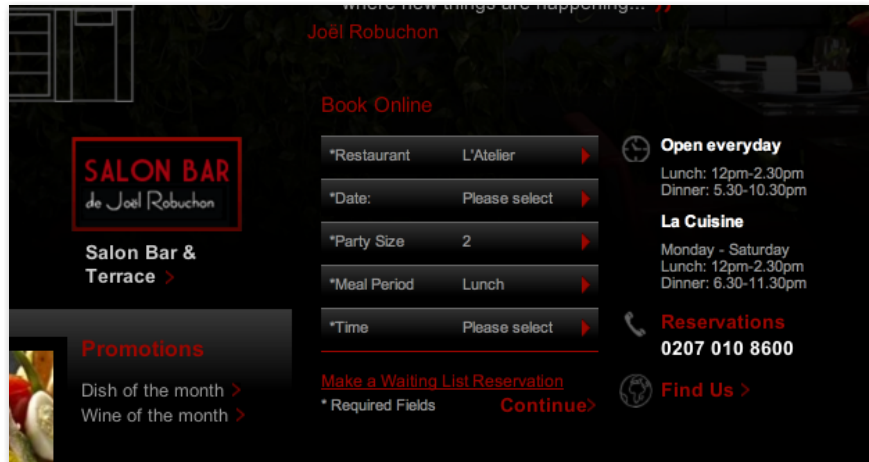 where new things are happening... ”
Joël Robuchon
Book Online
*Restaurant L'Atelier
*Date: Please select
*Party Size 2
*Meal Period Lunch
*Time Please select
Make a Waiting List Reservation
* Required Fields Continue>
SALON BAR
de Joël Robuchon
Salon Bar &
Terrace >
Promotions
Dish of the month >
Wine of the month >
Open everyday
Lunch: 12pm-2.30pm
Dinner: 5.30-10.30pm
La Cuisine
Monday - Saturday
Lunch: 12pm-2.30pm
Dinner: 6.30-11.30pm
Reservations
0207 010 8600
Find Us >